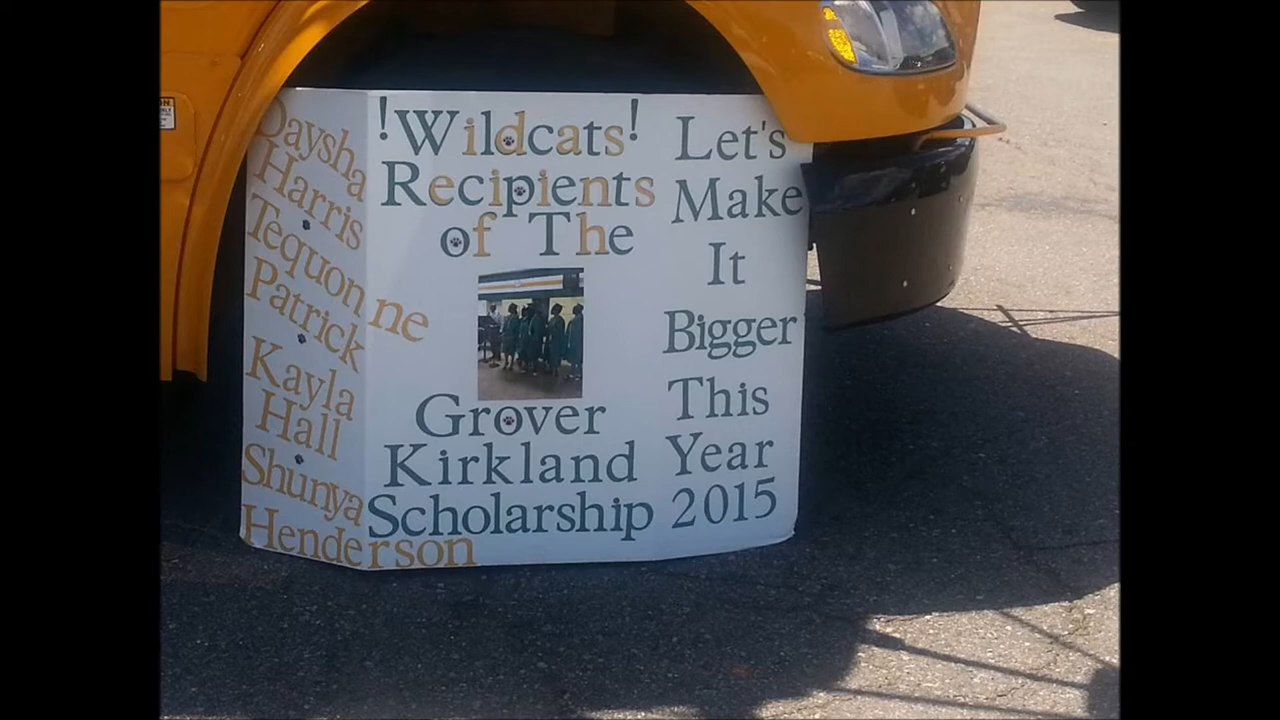 Daysha
Harris
Tequonne
Patrick
Kayla
Hall
Shunya
Henderson
!Wildcats!
Recipients
of The
Grover
Kirkland
Scholarship
Let's
Make
It
Bigger
This
Year
2015